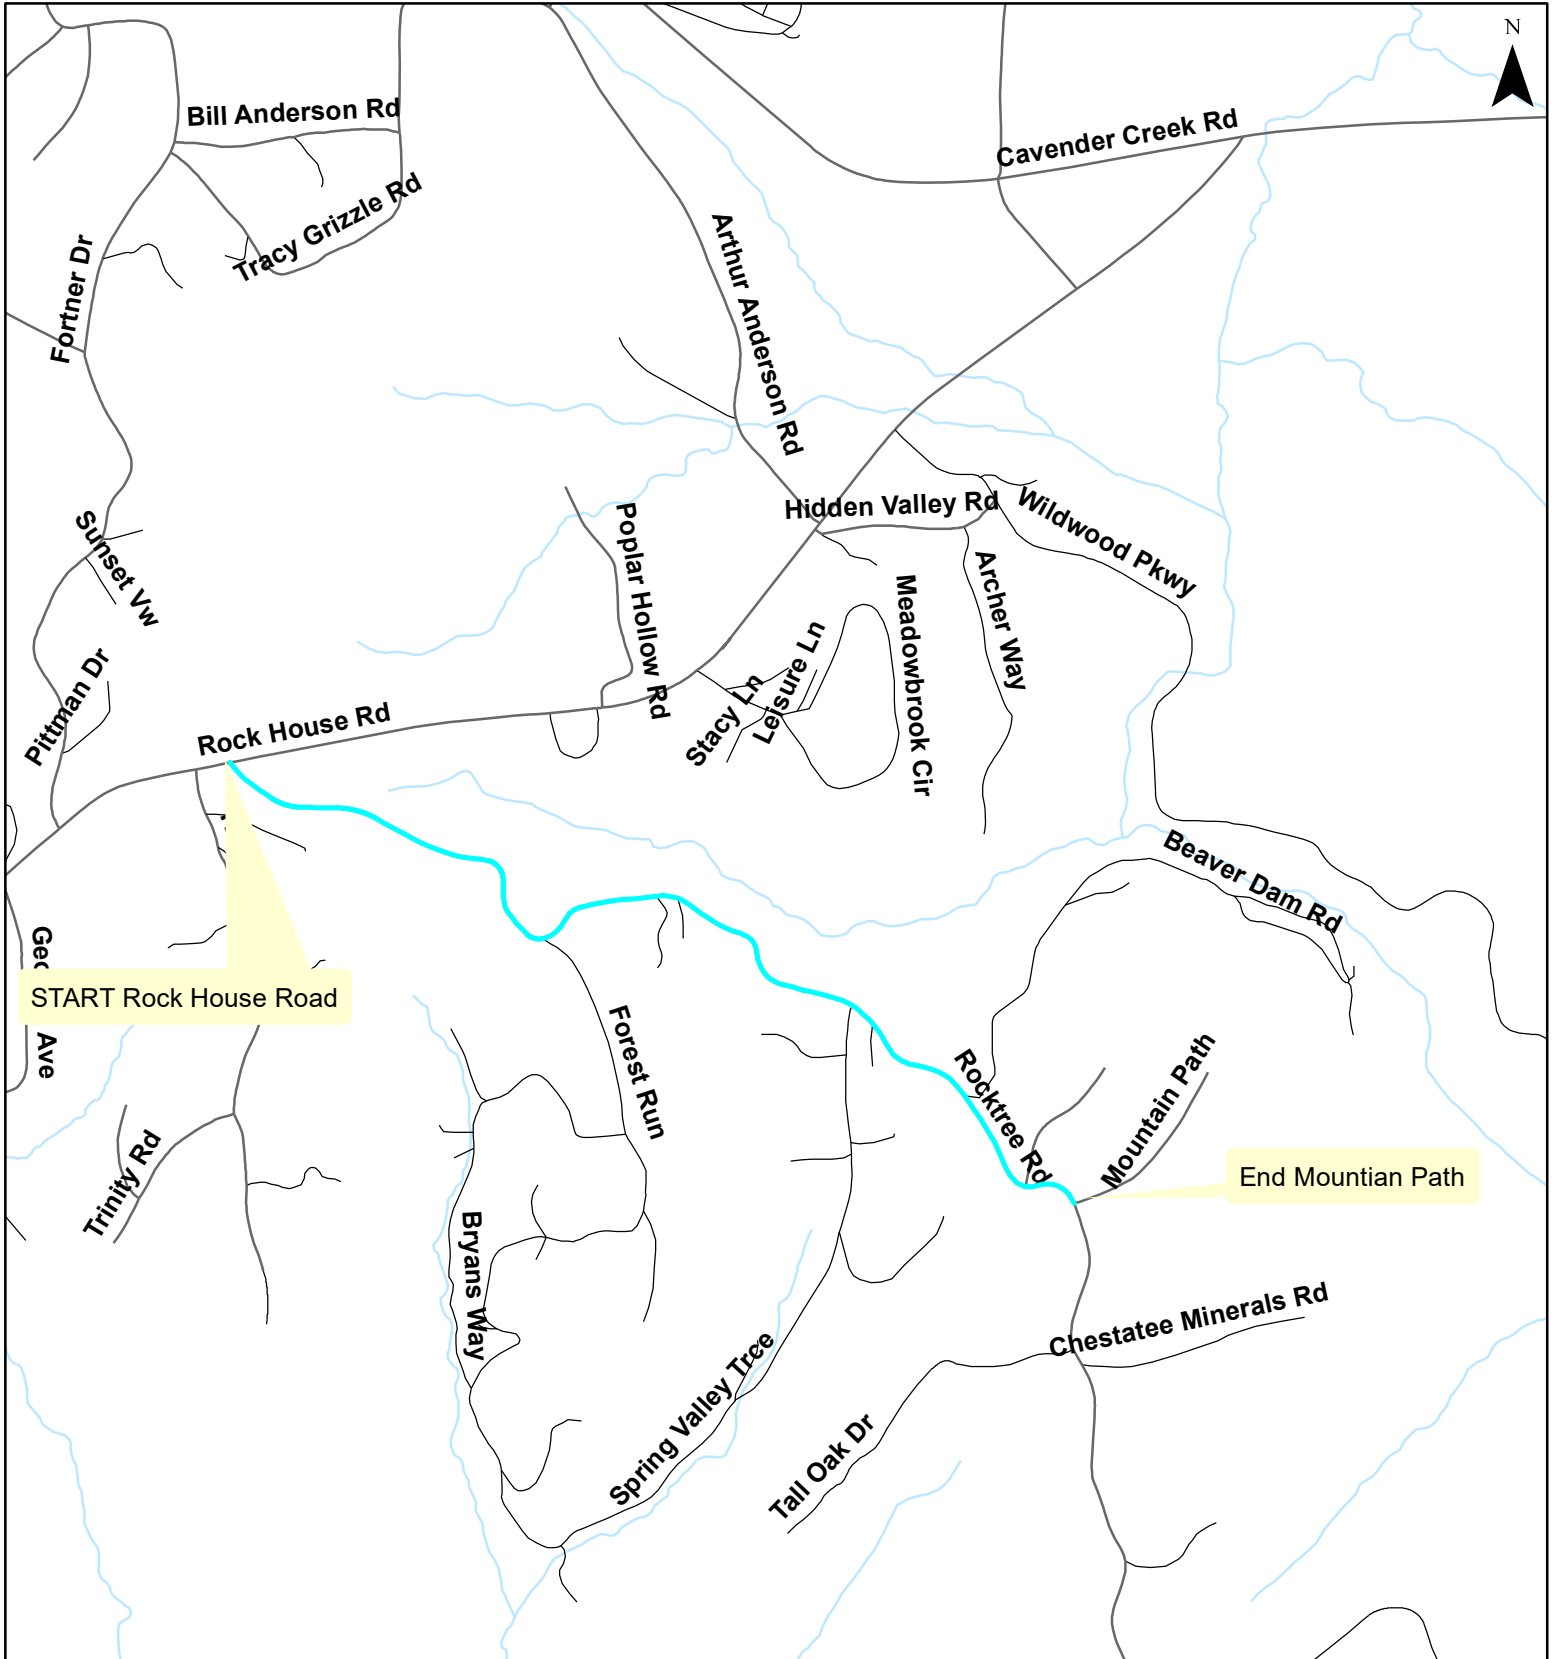 N
Bill Anderson Rd
Cavender Creek Rd
Tracy Grizzle Rd
Fortner Dr
Arthur Anderson Rd
Hidden Valley Rd
Wildwood Pkwy
Poplar Hollow Rd
Sunset Vw
Archer Way
Meadowbrook Cir
Leisure Ln
Stacy Ln
Pittman Dr
Rock House Rd
Beaver Dam Rd
START Rock House Road
Ave
Forest Run
Rocktree Rd
Mountain Path
End Mountian Path
Trinity Rd
Bryans Way
Chestatee Minerals Rd
Spring Valley Tree
Tall Oak Dr